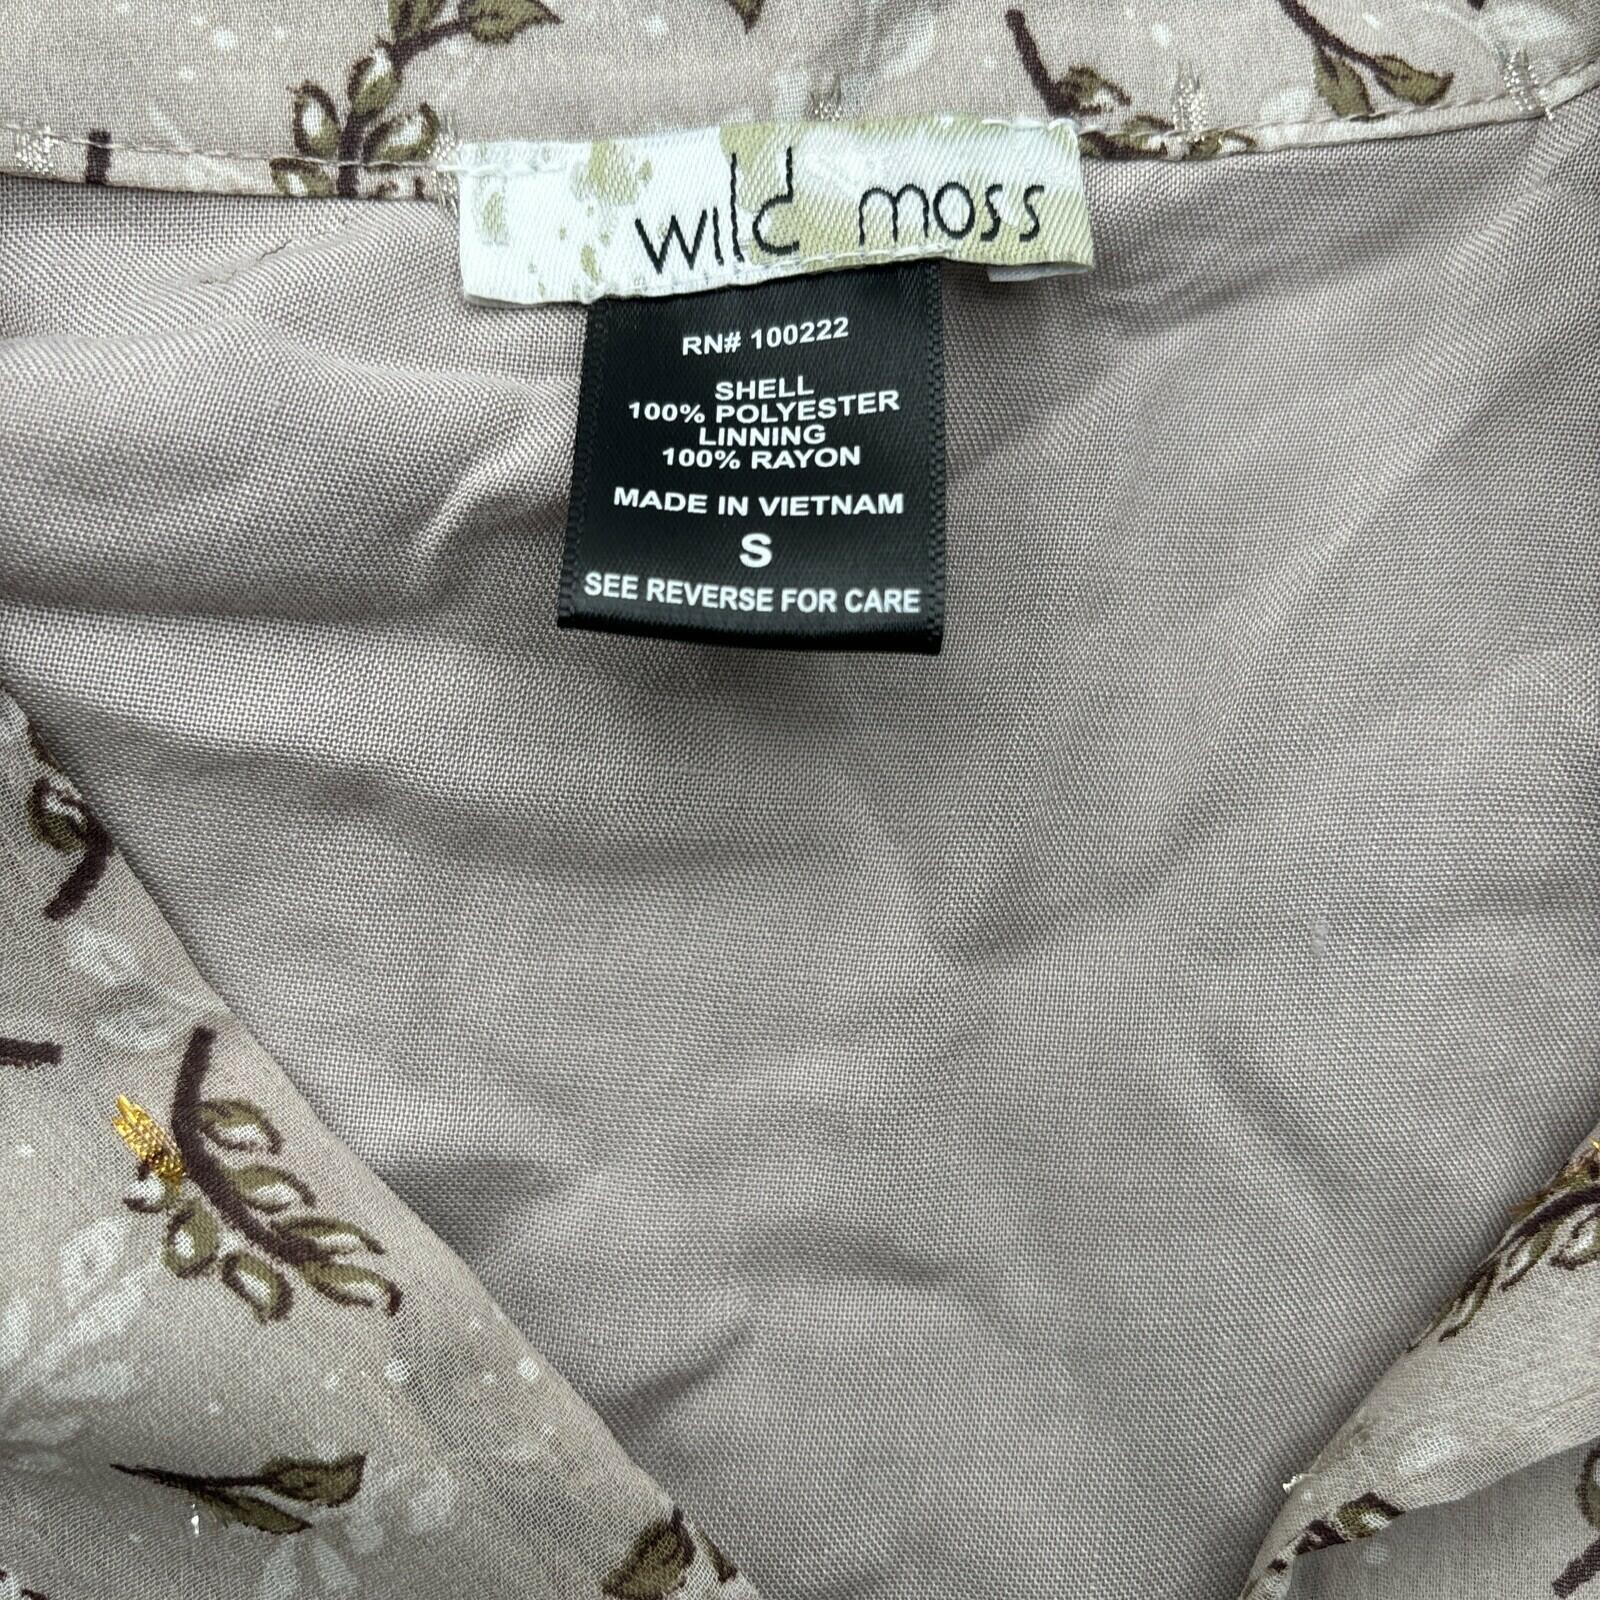 wild moss
RN# 100222
SHELL
100% POLYESTER
LINNING
100% RAYON
MADE IN VIETNAM
S
SEE REVERSE FOR CARE